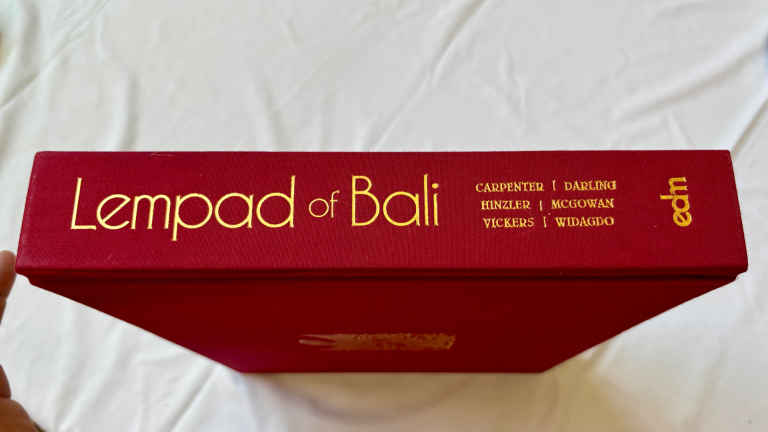 Lempad of Bali
CARPENTER | DARLING
HINZLER | MCGOWAN
VICKERS | WIDAGDO
edm